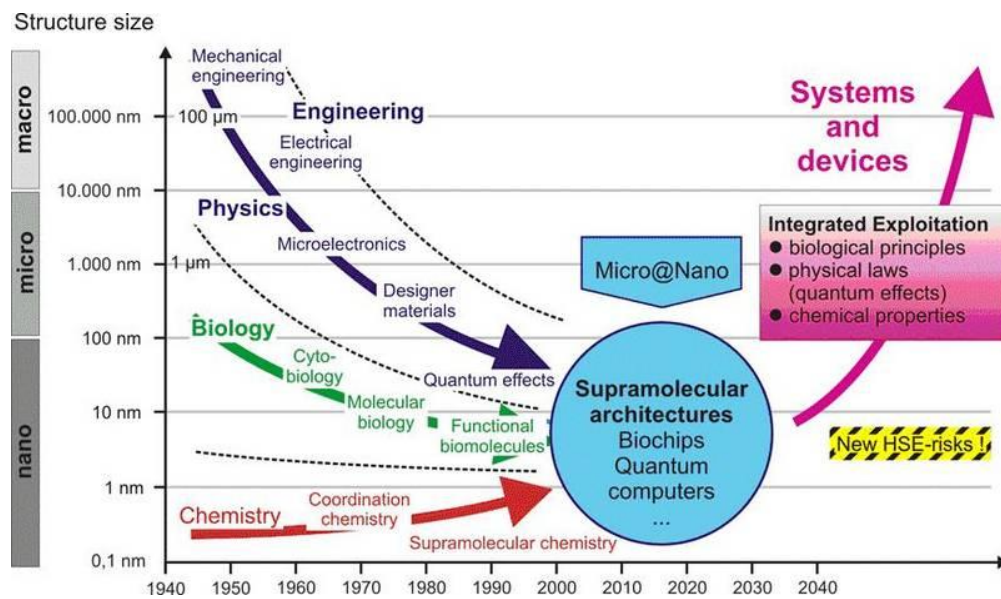 Structure size
macro
micro
nano
100.000 nm
10.000 nm
1.000 nm
100 nm
10 nm
1 nm
0,1 nm
100 µm
1 µm
Mechanical
engineering
Engineering
Electrical
engineering
Physics
Microelectronics
Designer
materials
Quantum effects
Biology
Cyto-
biology
Molecular
biology
Functional
biomolecules
Chemistry
Coordination
chemistry
Supramolecular chemistry
Micro@Nano
Supramolecular
architectures
Biochips
Quantum
computers
...
Systems
and
devices
Integrated Exploitation
● biological principles
● physical laws
(quantum effects)
● chemical properties
New HSE-risks !
1940 1950 1960 1970 1980 1990 2000 2010 2020 2030 2040